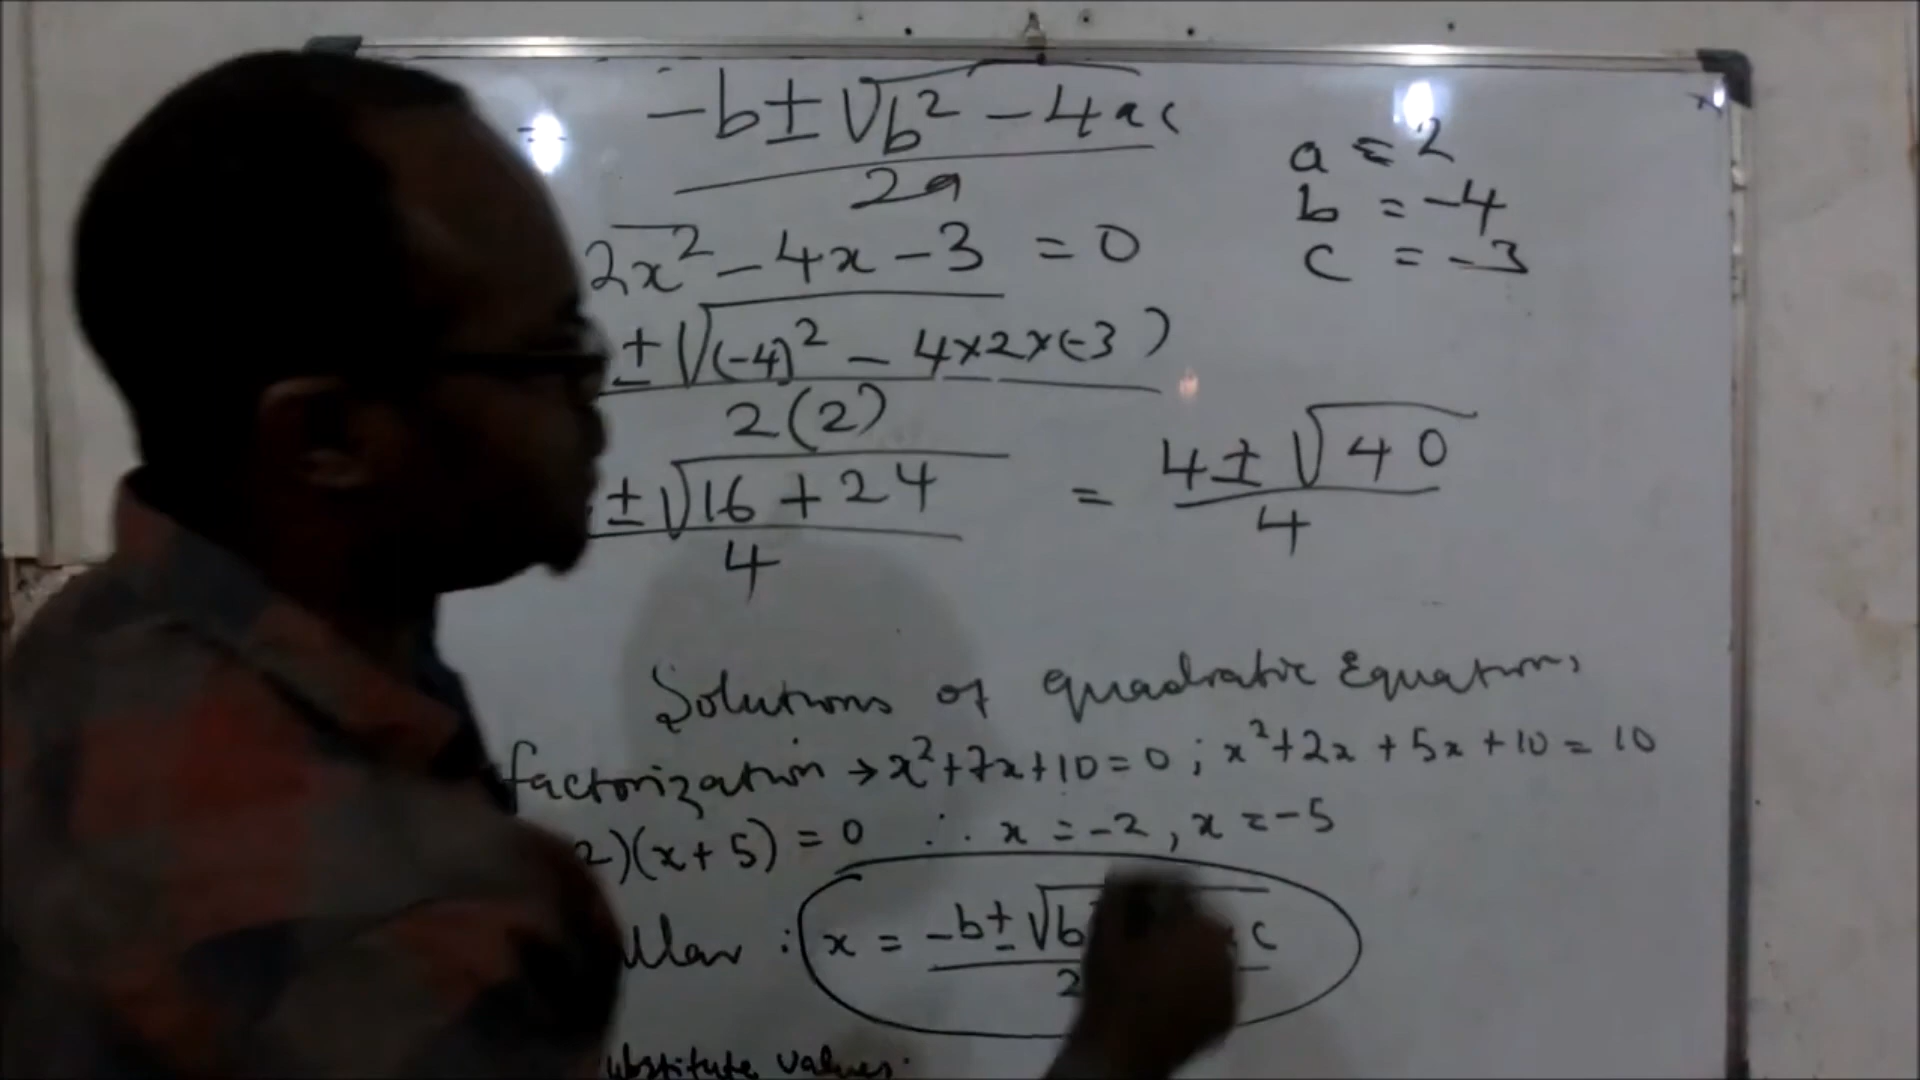 = -b ± √b² - 4ac
2a
a = 2
b = -4
c = -3
2x² - 4x - 3 = 0
± √(-4)² - 4x2x(-3)
2(2)
± √16 + 24
4
= 4 ± √40
4
Solutions of quadratic Equations
factorization → x² + 7x + 10 = 0 ; x² + 2x + 5x + 10 = 10
2)(x + 5) = 0 ∴ x = -2, x = -5
: x = -b ± √b c
2
values.